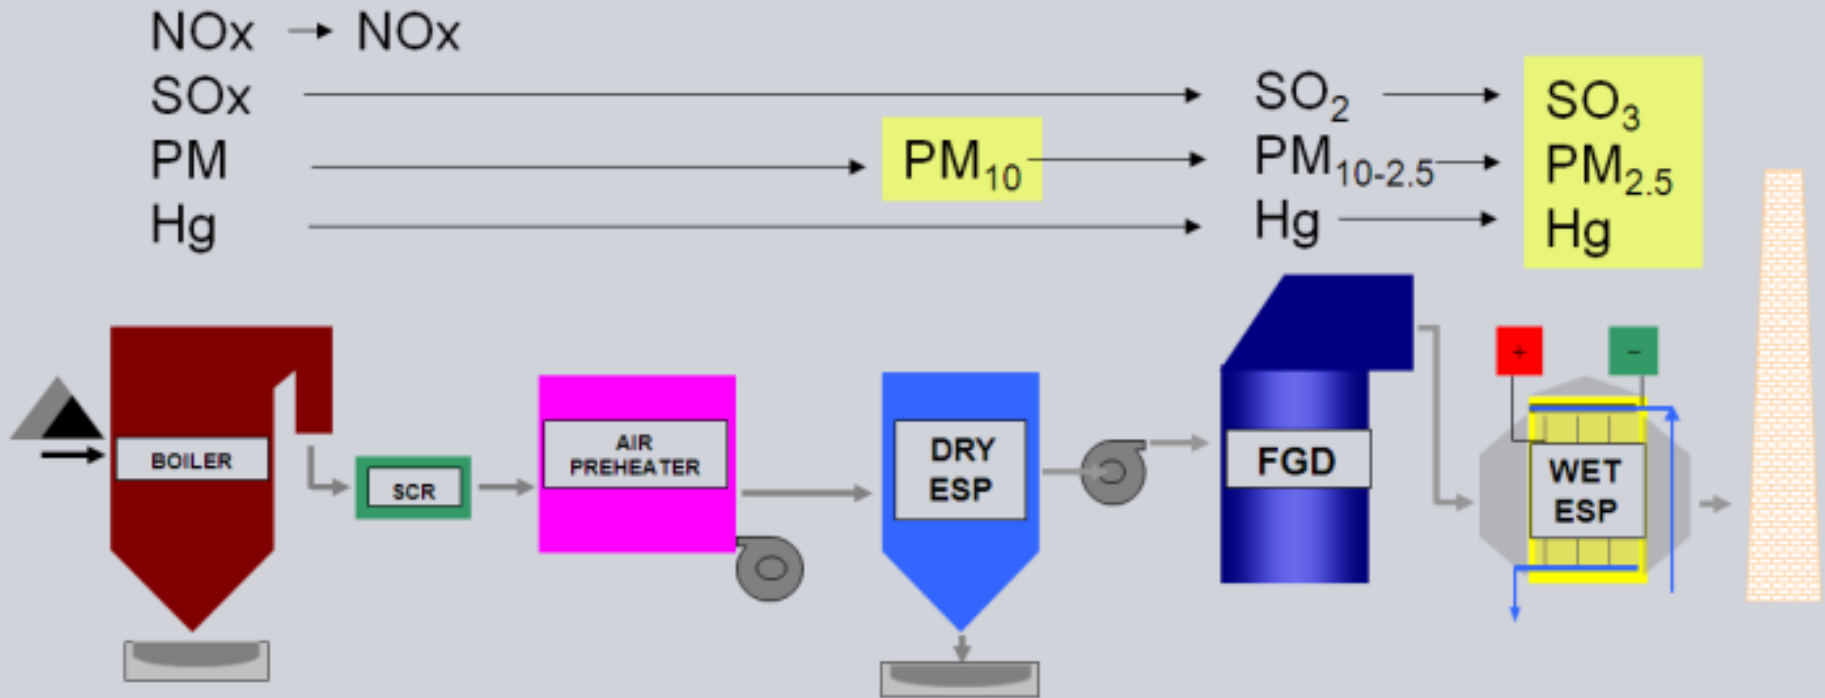 NOx → NOx
SOx → SO₂ → SO₃
PM → PM₁₀ → PM₁₀₋₂.₅ → PM₂.₅
Hg → Hg → Hg
BOILER
SCR
AIR
PREHEATER
DRY
ESP
FGD
+
−
WET
ESP